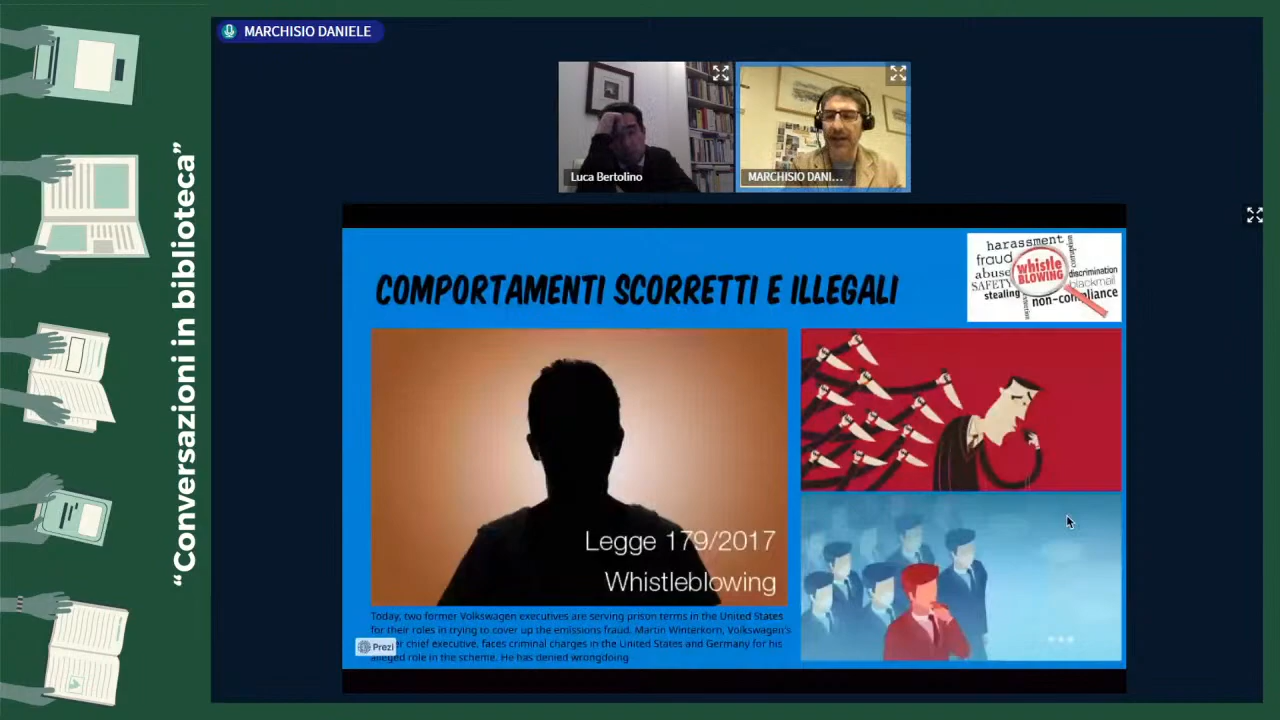 MARCHISIO DANIELE
“Conversazioni in biblioteca”
Luca Bertolino
MARCHISIO DANI...
COMPORTAMENTI SCORRETTI E ILLEGALI
harassment
fraud
abuse
SAFETY
stealing
whistle
BLOWING
corruption
discrimination
blackmail
non-compliance
Legge 179/2017
Whistleblowing
Today, two former Volkswagen executives are serving prison terms in the United States
for their roles in trying to cover up the emissions fraud. Martin Winterkorn, Volkswagen's
chief executive, faces criminal charges in the United States and Germany for his
alleged role in the scheme. He has denied wrongdoing
Prezi